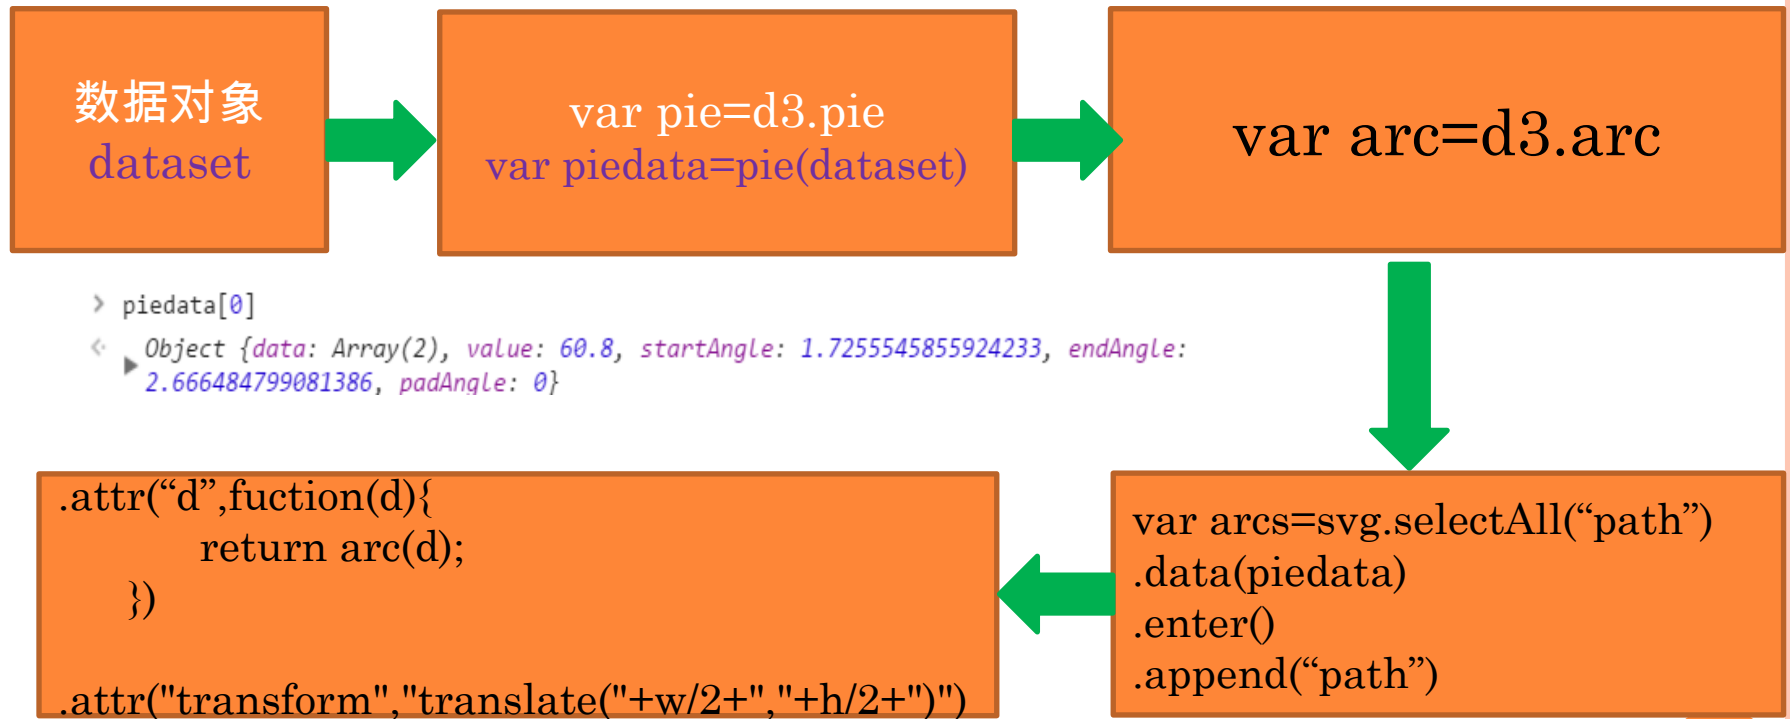 数据对象
dataset
var pie=d3.pie
var piedata=pie(dataset)
var arc=d3.arc
> piedata[0]
Object {data: Array(2), value: 60.8, startAngle: 1.7255545855924233, endAngle:
2.666484799081386, padAngle: 0}
var arcs=svg.selectAll(“path”)
.data(piedata)
.enter()
.append(“path”)
.attr(“d”,fuction(d){
return arc(d);
})
.attr("transform","translate("+w/2+","+h/2+")")